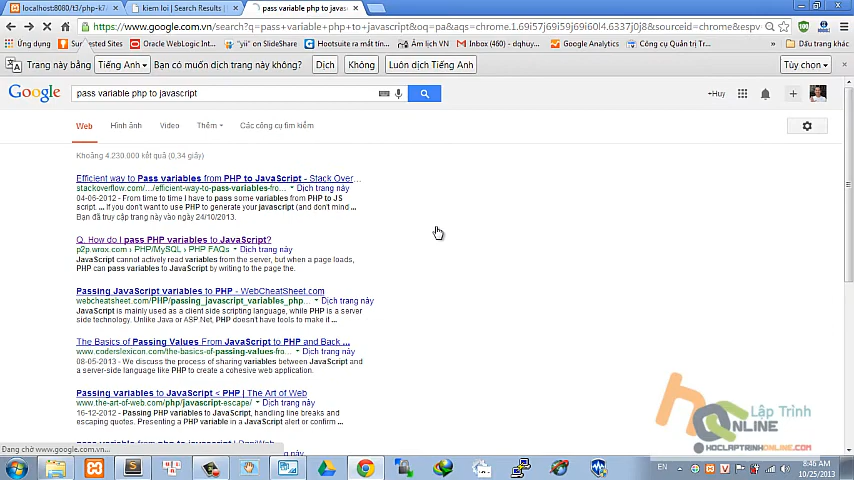 localhost:8080/t3/php-k7
kiem loi | Search Results
pass variable php to javasc
https://www.google.com.vn/search?q=pass+variable+php+to+javascript&oq=pa&aqs=chrome.1.69i57j69i59j69i60l4.6337j0j8&sourceid=chrome&espv
Ứng dụng
Suggested Sites
Oracle WebLogic Int...
"yii" on SlideShare
Hootsuite ra mắt tín...
Âm lịch VN
Inbox (460) - dqhuy...
Google Analytics
Công cụ Quản trị Tr...
Dấu trang khác
Trang này bằng
Tiếng Anh
Bạn có muốn dịch trang này không?
Dịch
Không
Luôn dịch Tiếng Anh
Tùy chọn
Google
pass variable php to javascript
+Huy
Web
Hình ảnh
Video
Thêm
Các công cụ tìm kiếm
Khoảng 4.230.000 kết quả (0,34 giây)
Efficient way to Pass variables from PHP to JavaScript - Stack Over...
stackoverflow.com/.../efficient-way-to-pass-variables-fro...
Dịch trang này
04-06-2012 - From time to time I have to pass some variables from PHP to JS
script. ... If you don't want to use PHP to generate your javascript (and don't mind ...
Bạn đã truy cập trang này vào ngày 24/10/2013.
Q. How do I pass PHP variables to JavaScript?
p2p.wrox.com › PHP/MySQL › PHP FAQs
Dịch trang này
JavaScript cannot actively read variables from the server, but when a page loads,
PHP can pass variables to JavaScript by writing to the page the.
Passing JavaScript variables to PHP - WebCheatSheet.com
webcheatsheet.com/PHP/passing_javascript_variables_php...
Dịch trang này
JavaScript is mainly used as a client side scripting language, while PHP is a server
side technology. Unlike Java or ASP.Net, PHP doesn't have tools to make it ...
The Basics of Passing Values From JavaScript to PHP and Back ...
www.coderslexicon.com/the-basics-of-passing-values-fro...
Dịch trang này
08-05-2013 - We discuss the process of sharing variables between JavaScript and
a server-side language like PHP to create a cohesive web application.
Passing variables to JavaScript < PHP | The Art of Web
www.the-art-of-web.com/php/javascript-escape/
Dịch trang này
16-12-2012 - Passing PHP variables to JavaScript, handling line breaks and
escaping quotes. Presenting a PHP variable in a JavaScript alert or confirm ...
pass variable from php to javascript | DaniWeb
Đang chờ www.google.com.vn...
Lập Trình
ONLINE
HOCLAPTRINHONLINE.COM
EN
8:46 AM
10/25/2013